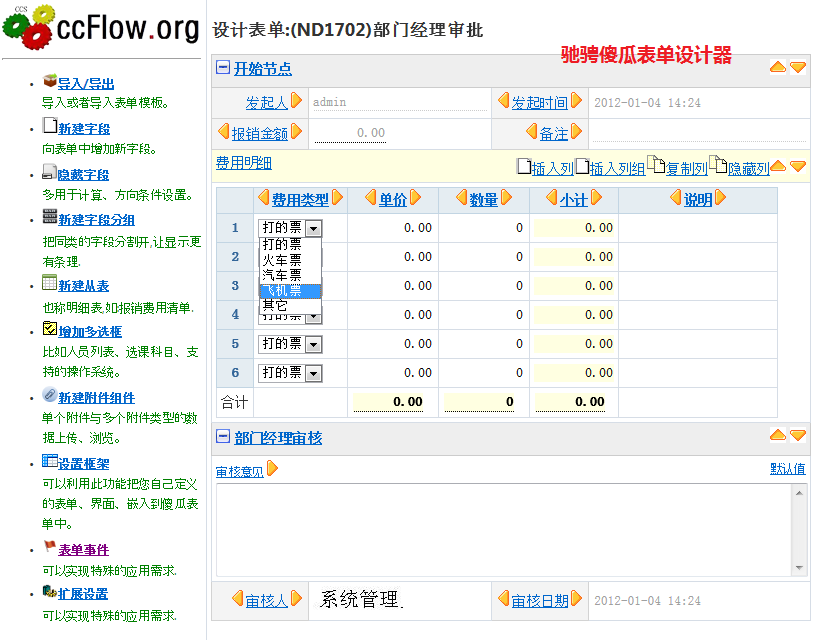 CCS
ccFlow.org
导入/导出
导入或者导入表单模板。
新建字段
向表单中增加新字段。
隐藏字段
多用于计算、方向条件设置。
新建字段分组
把同类的字段分割开,让显示更
有条理.
新建从表
也称明细表,如报销费用清单.
增加多选框
比如人员列表、选课科目、支
持的操作系统。
新建附件组件
单个附件与多个附件类型的数
据上传、浏览。
设置框架
可以利用此功能把您自己定义
的表单、界面、嵌入到傻瓜表
单中。
表单事件
可以实现特殊的应用需求.
扩展设置
可以实现特殊的应用需求.
设计表单:(ND1702)部门经理审批
驰骋傻瓜表单设计器
开始节点
发起人 admin 发起时间 2012-01-04 14:24
报销金额 0.00 备注
费用明细 插入列 插入列组 复制列 隐藏列
费用类型 单价 数量 小计 说明
1 打的票 0.00 0 0.00
打的票
2 火车票 0.00 0 0.00
汽车票
3 飞机票 0.00 0 0.00
其它
4 打的票 0.00 0 0.00
5 打的票 0.00 0 0.00
6 打的票 0.00 0 0.00
合计 0.00 0 0.00
部门经理审核
审核意见 默认值
审核人 系统管理. 审核日期 2012-01-04 14:24